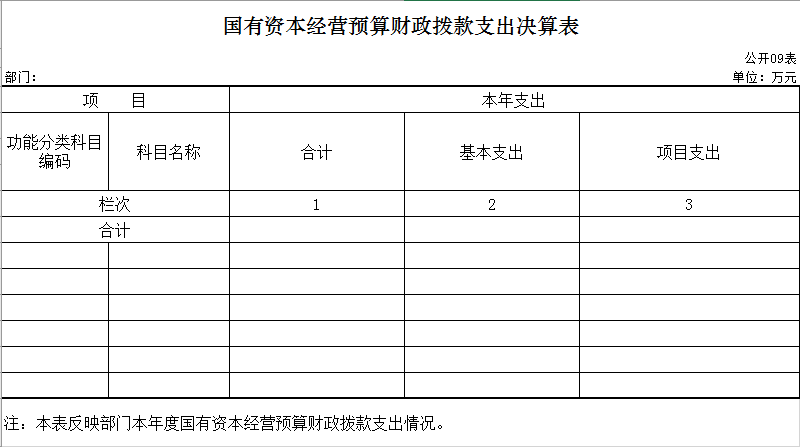 国有资本经营预算财政拨款支出决算表
公开09表
部门： 单位：万元
项 目 本年支出
功能分类科目
编码 科目名称 合计 基本支出 项目支出
栏次 1 2 3
合计
注：本表反映部门本年度国有资本经营预算财政拨款支出情况。